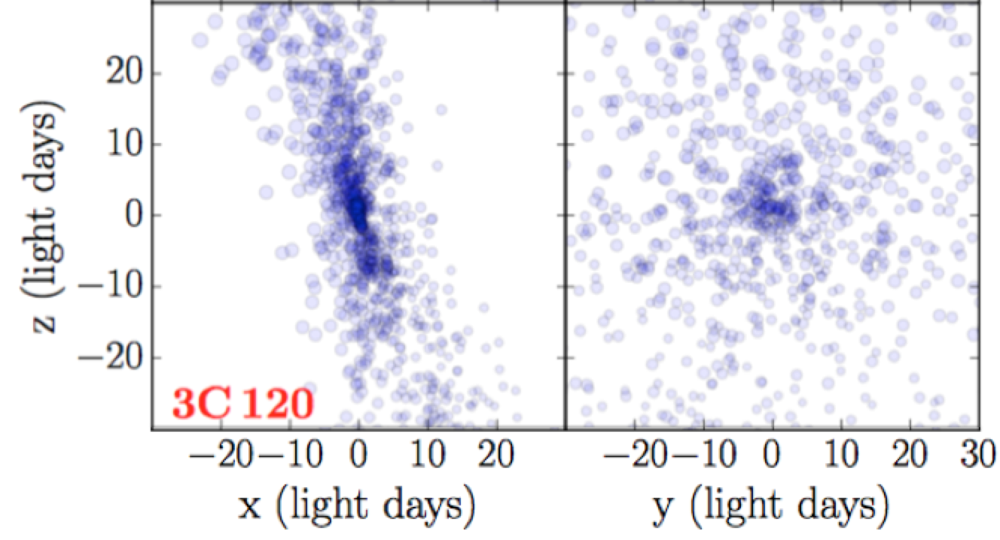 z (light days)
20
10
0
−10
−20
3C 120
−20 −10 0 10 20
−20 −10 0 10 20 30
x (light days)
y (light days)